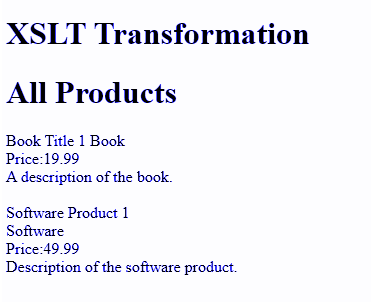 XSLT Transformation
All Products
Book Title 1 Book
Price:19.99
A description of the book.
Software Product 1
Software
Price:49.99
Description of the software product.